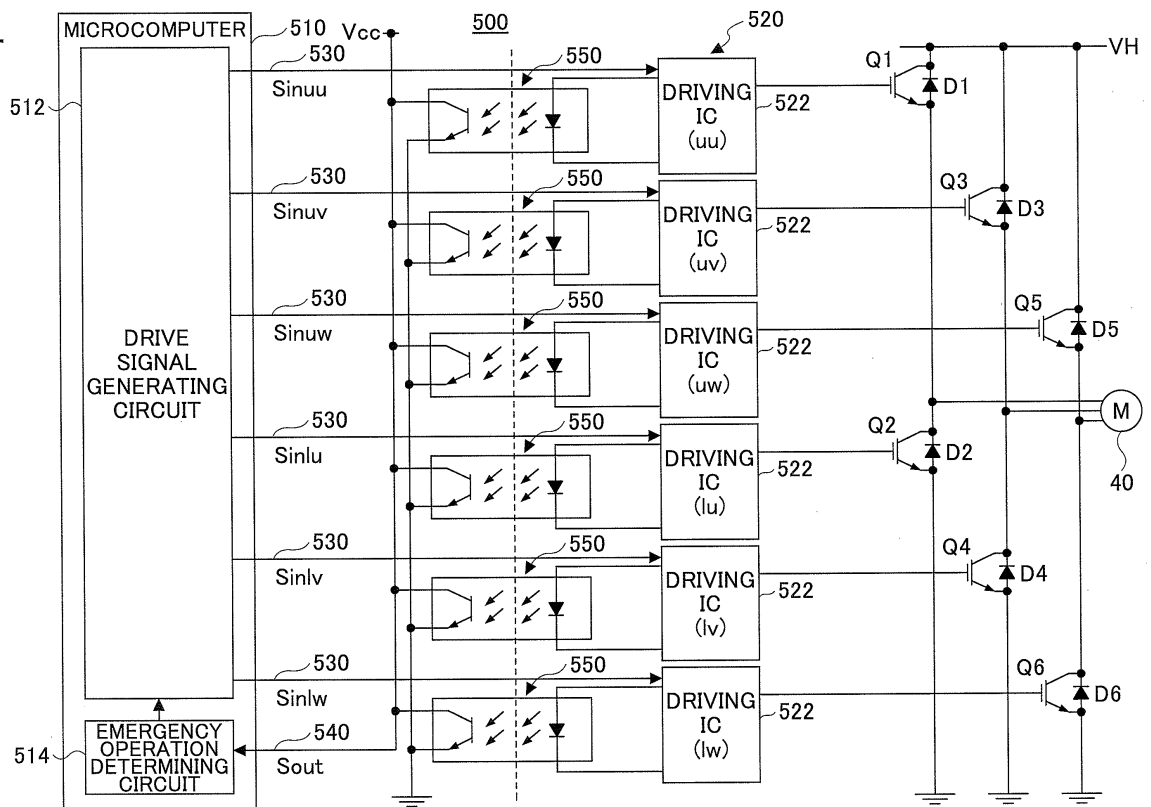 MICROCOMPUTER
510
Vcc
500
520
VH
512
530
Sinuu
550
DRIVING
IC
(uu)
522
Q1
D1
530
Sinuv
550
DRIVING
IC
(uv)
522
Q3
D3
530
Sinuw
550
DRIVING
IC
(uw)
522
Q5
D5
DRIVE
SIGNAL
GENERATING
CIRCUIT
M
40
530
Sinlu
550
DRIVING
IC
(lu)
522
Q2
D2
530
Sinlv
550
DRIVING
IC
(lv)
522
Q4
D4
530
Sinlw
550
DRIVING
IC
(lw)
522
Q6
D6
514
EMERGENCY
OPERATION
DETERMINING
CIRCUIT
540
Sout